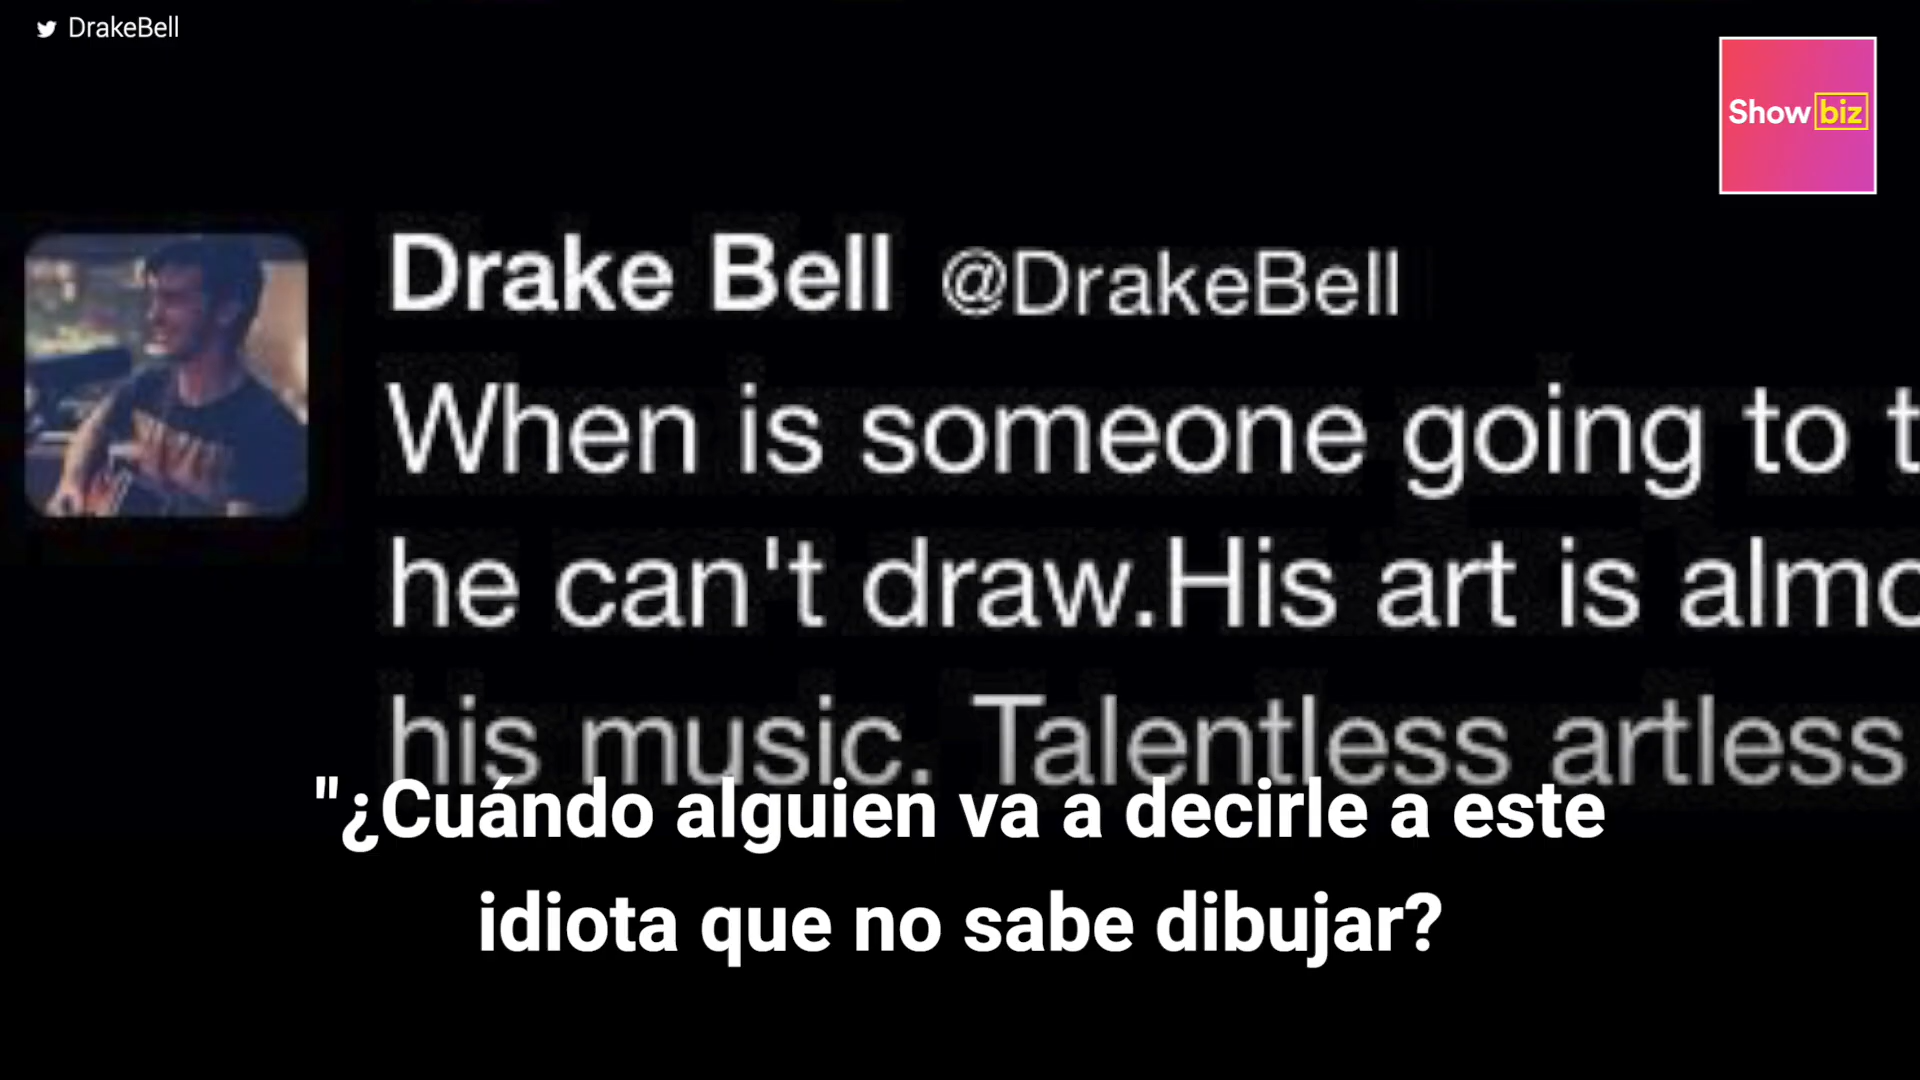 DrakeBell
Show biz
Drake Bell @DrakeBell
When is someone going to
he can't draw.His art is
his music. Talentless artless
"¿Cuándo alguien va a decirle a este
idiota que no sabe dibujar?